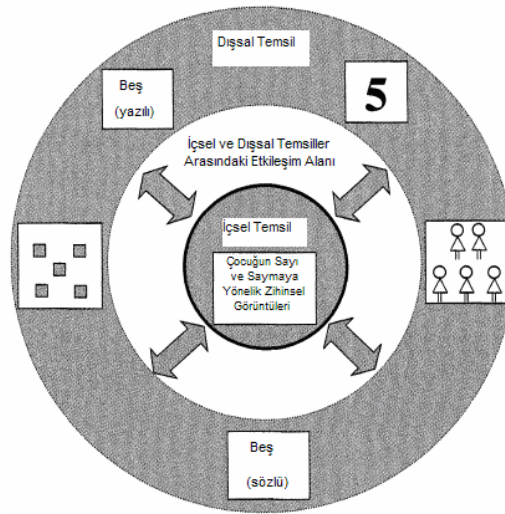 Dışsal Temsil
Beş
(yazılı)
5
İçsel ve Dışsal Temsiller
Arasındaki Etkileşim Alanı
İçsel Temsil
Çocuğun Sayı
ve Saymaya
Yönelik Zihinsel
Görüntüleri
Beş
(sözlü)